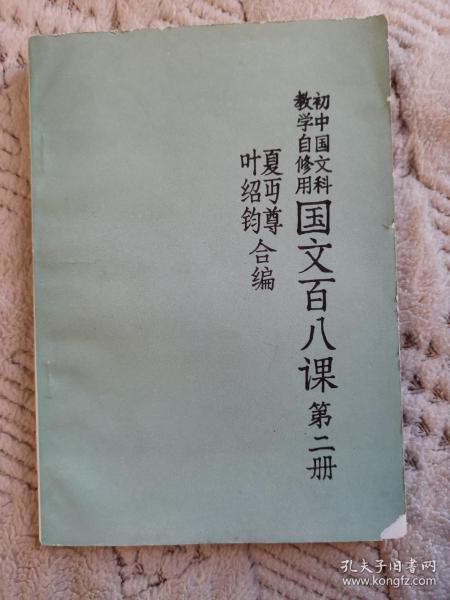 初中国文科
教学自修用
国文百八课 第二册
夏丏尊
叶绍钧
合编
孔夫子旧书网
www.kongfz.com